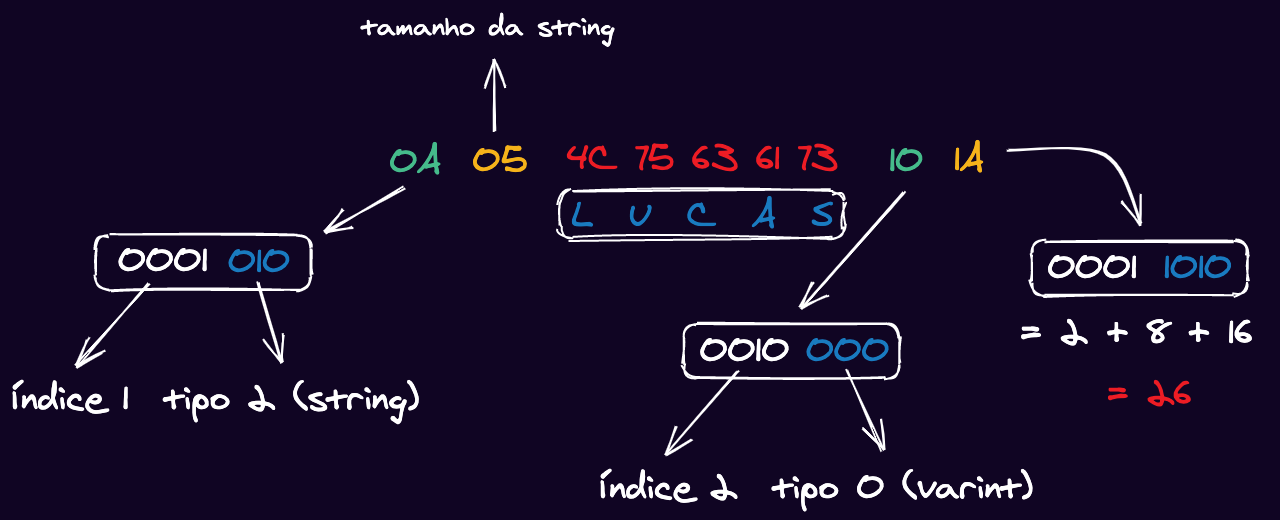 tamanho da string
0A 05 4C 75 63 61 73 10 1A
L U C A S
0001 010
0001 1010
0010 000
= 2 + 8 + 16
= 26
índice 1 tipo 2 (string)
índice 2 tipo 0 (varint)